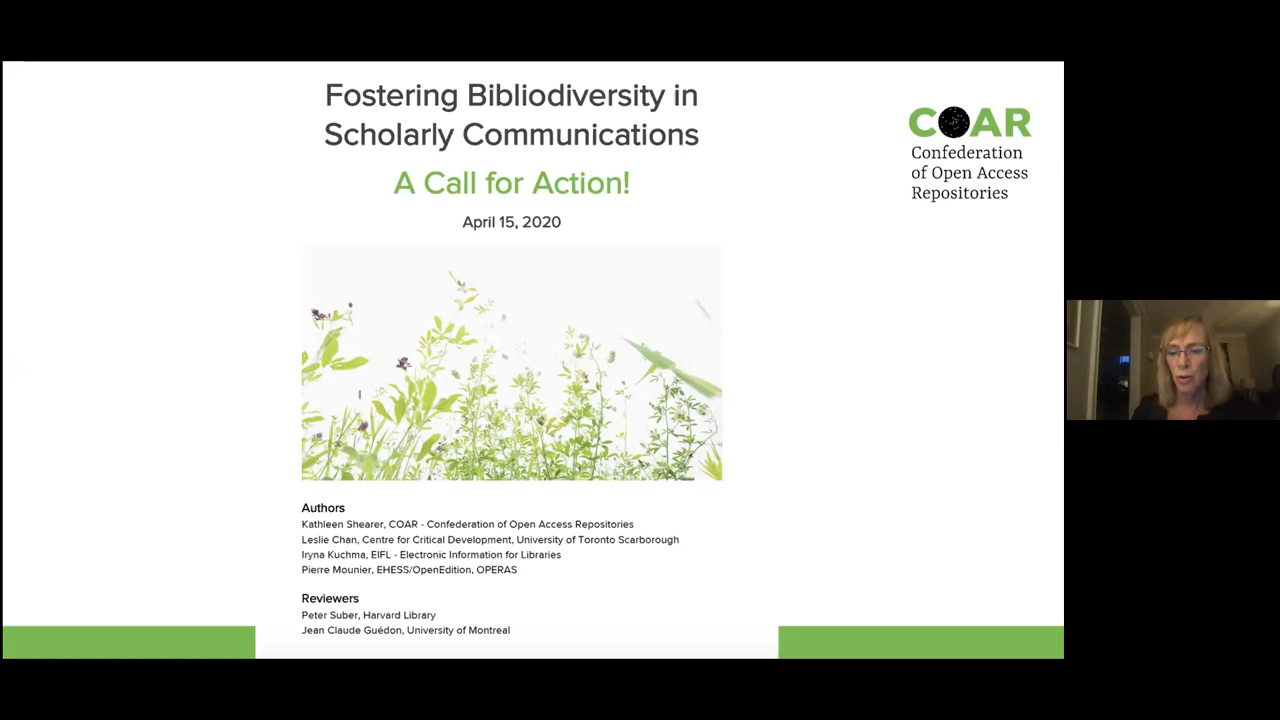 Fostering Bibliodiversity in
Scholarly Communications
A Call for Action!
April 15, 2020
COAR
Confederation
of Open Access
Repositories
Authors
Kathleen Shearer, COAR - Confederation of Open Access Repositories
Leslie Chan, Centre for Critical Development, University of Toronto Scarborough
Iryna Kuchma, EIFL - Electronic Information for Libraries
Pierre Mounier, EHESS/OpenEdition, OPERAS
Reviewers
Peter Suber, Harvard Library
Jean Claude Guédon, University of Montreal